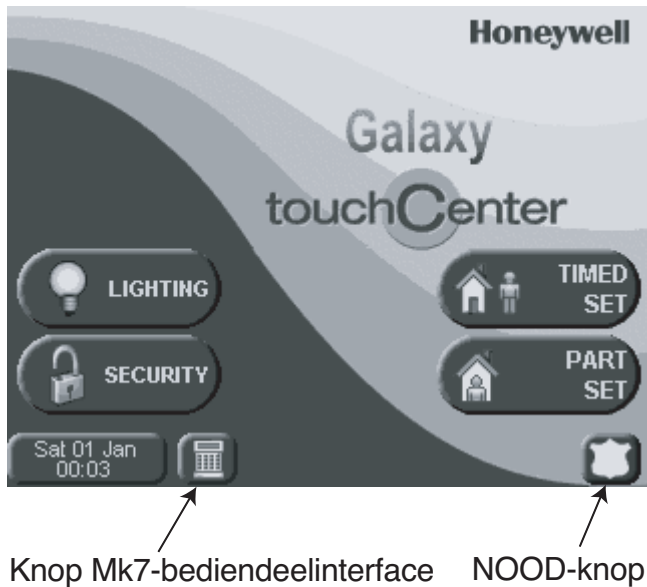 Honeywell
Galaxy
touchCenter
LIGHTING
TIMED
SET
SECURITY
PART
SET
Sat 01 Jan
00:03
Knop Mk7-bediendeelinterface
NOOD-knop